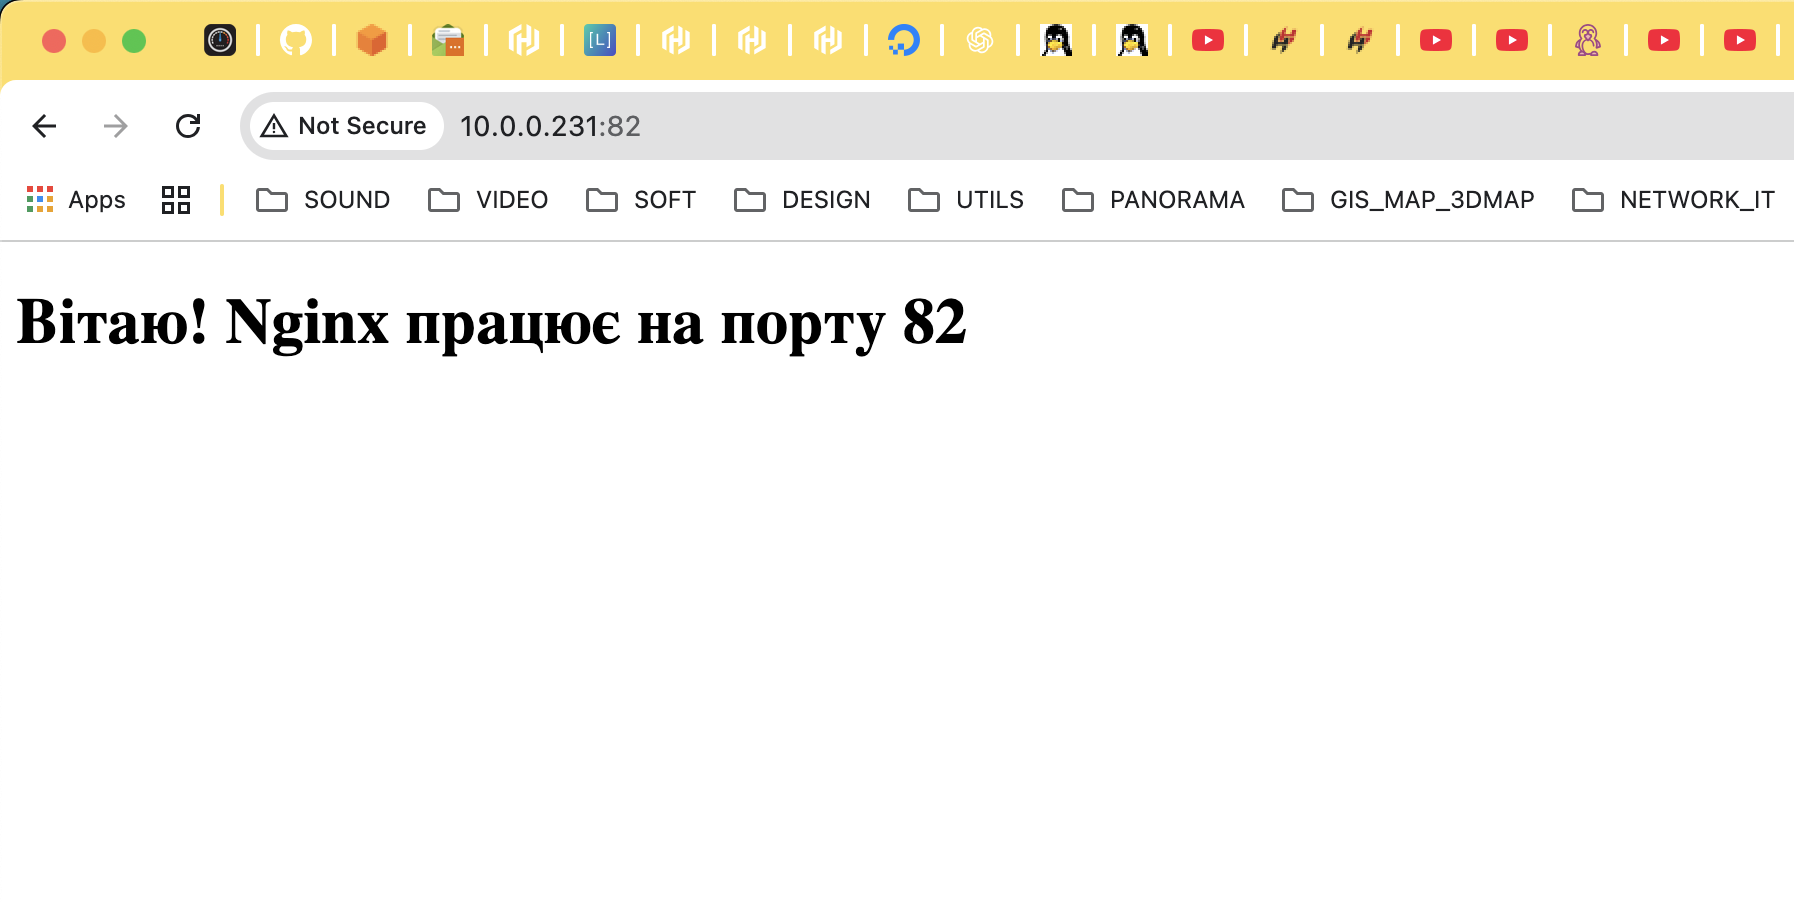 Not Secure 10.0.0.231:82
Apps SOUND VIDEO SOFT DESIGN UTILS PANORAMA GIS_MAP_3DMAP NETWORK_IT
Вітаю! Nginx працює на порту 82